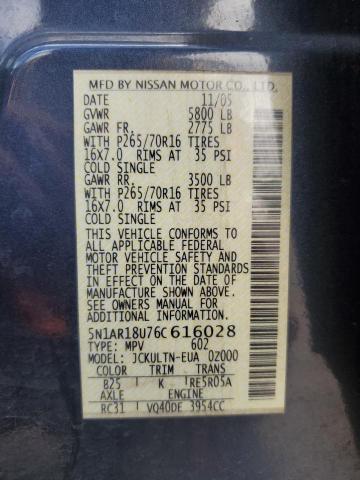 MFD BY NISSAN MOTOR CO., LTD.
DATE 11/05
GVWR 5800 LB
GAWR FR. 2775 LB
WITH P265/70R16 TIRES
16X7.0 RIMS AT 35 PSI
COLD SINGLE
GAWR RR. 3500 LB
WITH P265/70R16 TIRES
16X7.0 RIMS AT 35 PSI
COLD SINGLE
THIS VEHICLE CONFORMS TO
ALL APPLICABLE FEDERAL
MOTOR VEHICLE SAFETY AND
THEFT PREVENTION STANDARDS
IN EFFECT ON THE DATE OF
MANUFACTURE SHOWN ABOVE.
SEE OWNERS MANUAL FOR
ADDITIONAL INFORMATION.
5N1AR18U76C616028
TYPE: MPV 602
MODEL: JCKULTN-EUA 0Z000
COLOR TRIM TRANS
B25 K RE5R05A
AXLE ENGINE
RC31 VQ40DE 3954CC